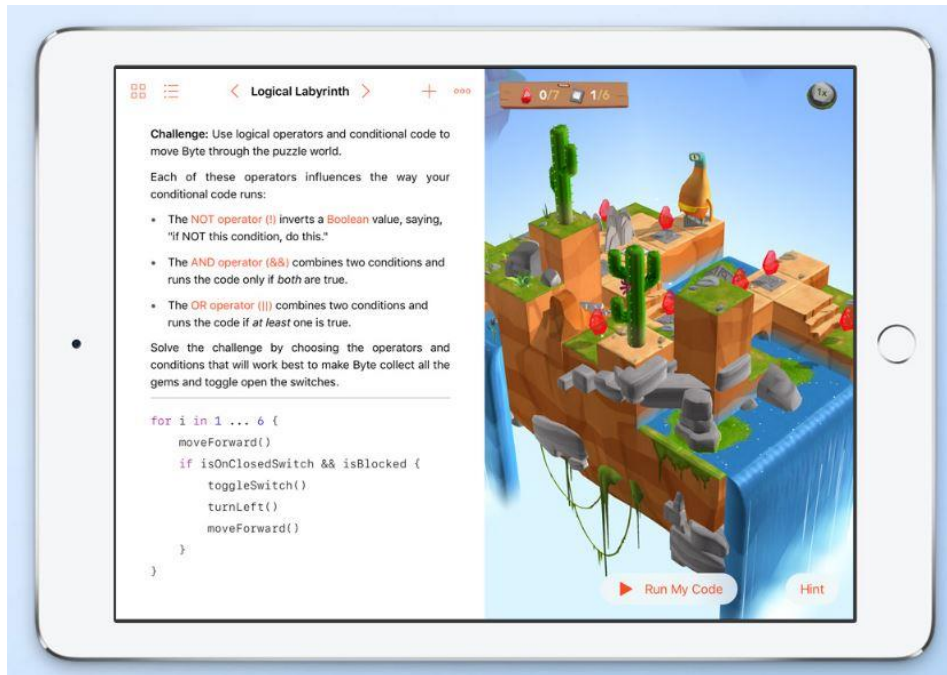 Logical Labyrinth
Challenge: Use logical operators and conditional code to
move Byte through the puzzle world.
Each of these operators influences the way your
conditional code runs:
• The NOT operator (!) inverts a Boolean value, saying,
"if NOT this condition, do this."
• The AND operator (&&) combines two conditions and
runs the code only if both are true.
• The OR operator (||) combines two conditions and
runs the code if at least one is true.
Solve the challenge by choosing the operators and
conditions that will work best to make Byte collect all the
gems and toggle open the switches.
for i in 1 ... 6 {
moveForward()
if isOnClosedSwitch && isBlocked {
toggleSwitch()
turnLeft()
moveForward()
}
}
0/7 1/6
1x
Run My Code
Hint